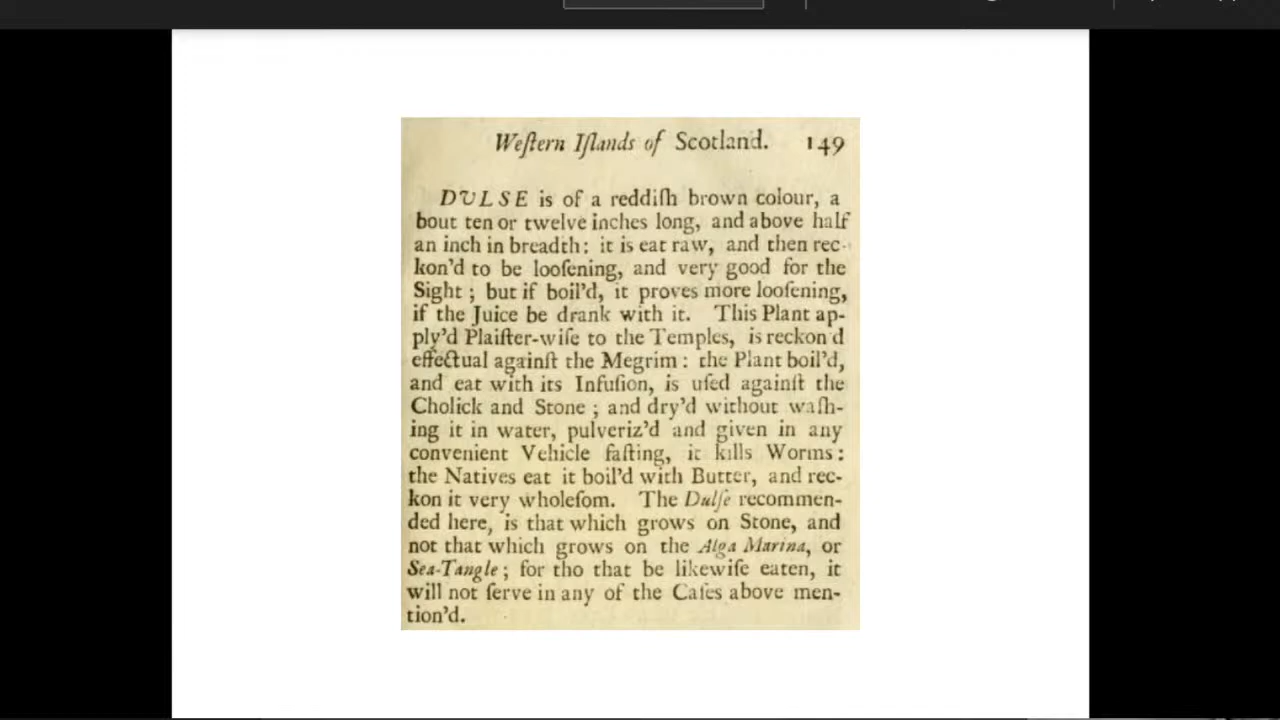 Weſtern Iſlands of Scotland. 149
DULSE is of a reddiſh brown colour, a
bout ten or twelve inches long, and above half
an inch in breadth: it is eat raw, and then rec-
kon'd to be looſening, and very good for the
Sight; but if boil'd, it proves more looſening,
if the Juice be drank with it. This Plant ap-
ply'd Plaiſter-wiſe to the Temples, is reckon'd
effectual againſt the Megrim: the Plant boil'd,
and eat with its Infuſion, is uſed againſt the
Cholick and Stone; and dry'd without waſh-
ing it in water, pulveriz'd and given in any
convenient Vehicle faſting, it kills Worms:
the Natives eat it boil'd with Butter, and rec-
kon it very wholeſom. The Dulſe recommen-
ded here, is that which grows on Stone, and
not that which grows on the Alga Marina, or
Sea-Tangle; for tho that be likewiſe eaten, it
will not ſerve in any of the Caſes above men-
tion'd.